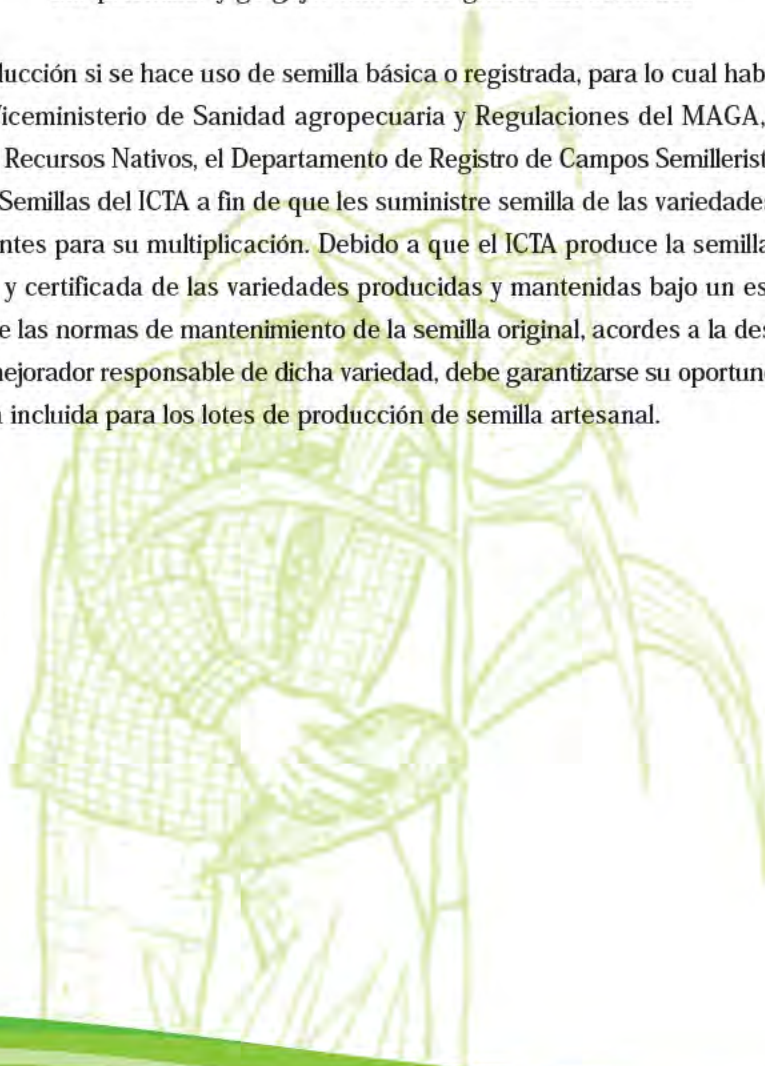 ducción si se hace uso de semilla básica o registrada, para lo cual hab
Viceministerio de Sanidad agropecuaria y Regulaciones del MAGA,
Recursos Nativos, el Departamento de Registro de Campos Semillerist
Semillas del ICTA a fin de que les suministre semilla de las variedades
ntes para su multiplicación. Debido a que el ICTA produce la semilla
y certificada de las variedades producidas y mantenidas bajo un es
e las normas de mantenimiento de la semilla original, acordes a la des
mejorador responsable de dicha variedad, debe garantizarse su oportun
incluida para los lotes de producción de semilla artesanal.